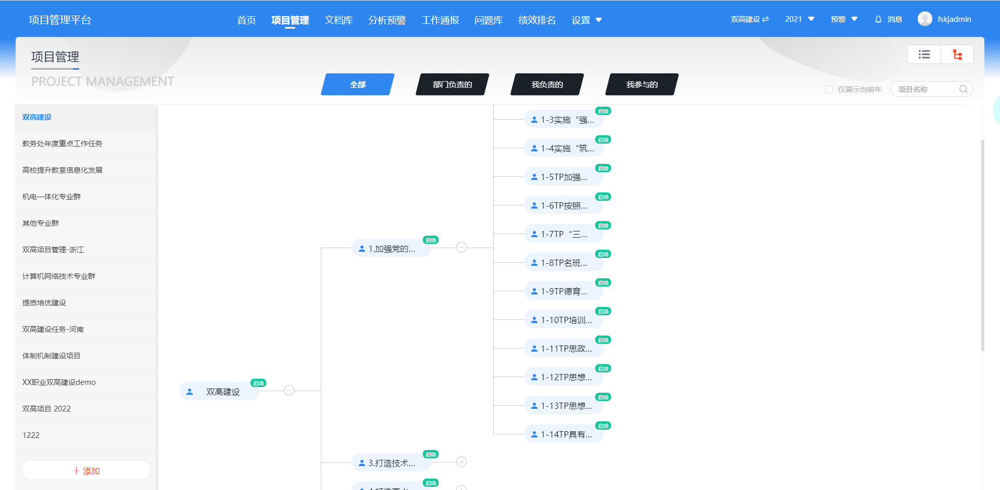 项目管理平台
首页 项目管理 文档库 分析预警 工作通报 问题库 绩效排名 设置
双高建设 2021 预警 消息 fskjadmin
项目管理
PROJECT MANAGEMENT
全部 部门负责的 我负责的 我参与的
仅展示当前年 项目名称
双高建设
教务处年度重点工作任务
高校提升教室信息化发展
机电一体化专业群
其他专业群
双高项目管理-浙江
计算机网络技术专业群
提质培优建设
双高建设任务-河南
体制机制建设项目
XX职业双高建设demo
双高项目 2022
1222
添加
双高建设 启动
1.加强党的... 启动
1-3实施“强... 启动
1-4实施“筑... 启动
1-5TP加强... 启动
1-6TP按照... 启动
1-7TP“三... 启动
1-8TP名班... 启动
1-9TP德育... 启动
1-10TP培训... 启动
1-11TP思政... 启动
1-12TP思想... 启动
1-13TP思想... 启动
1-14TP具有... 启动
3.打造技术... 启动
启动